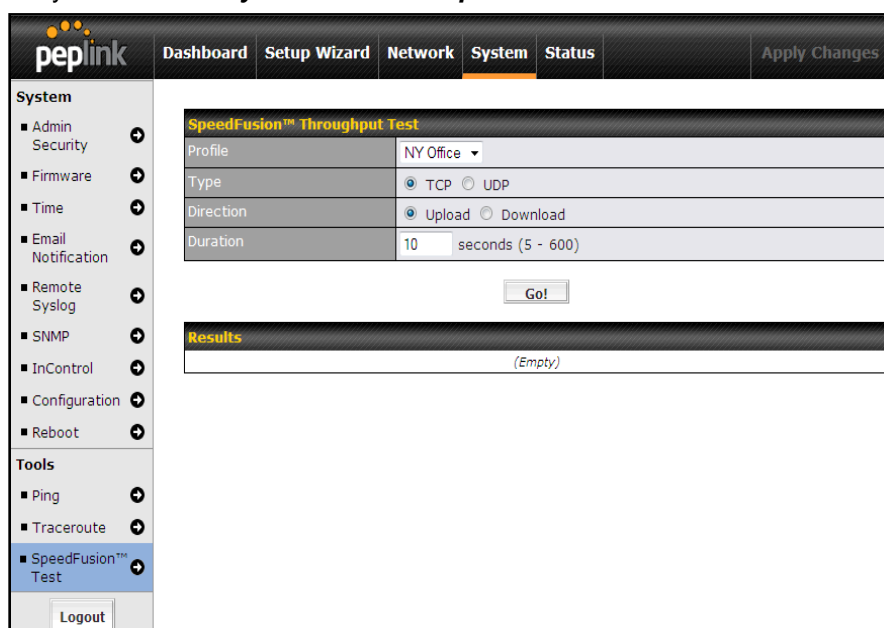 peplink
Dashboard Setup Wizard Network System Status Apply Changes
System
Admin
Security
Firmware
Time
Email
Notification
Remote
Syslog
SNMP
InControl
Configuration
Reboot
Tools
Ping
Traceroute
SpeedFusion™
Test
Logout
SpeedFusion™ Throughput Test
Profile NY Office
Type TCP UDP
Direction Upload Download
Duration 10 seconds (5 - 600)
Go!
Results
(Empty)